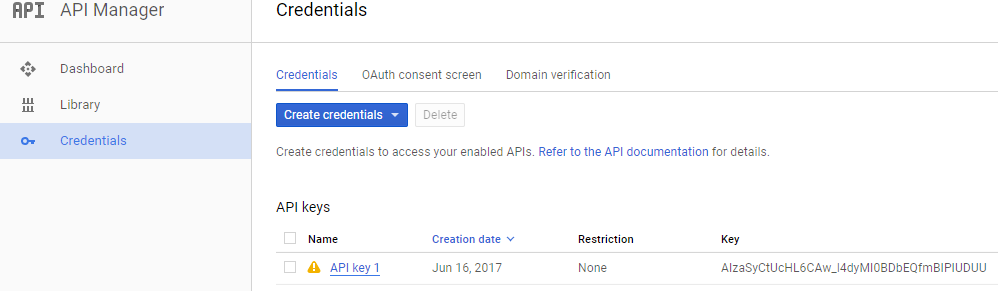 API API Manager
Credentials
Dashboard
Library
Credentials
Credentials OAuth consent screen Domain verification
Create credentials Delete
Create credentials to access your enabled APIs. Refer to the API documentation for details.
API keys
Name Creation date Restriction Key
API key 1 Jun 16, 2017 None AIzaSyCtUcHL6CAw_l4dyMI0BDbEQfmBIPIUDUU